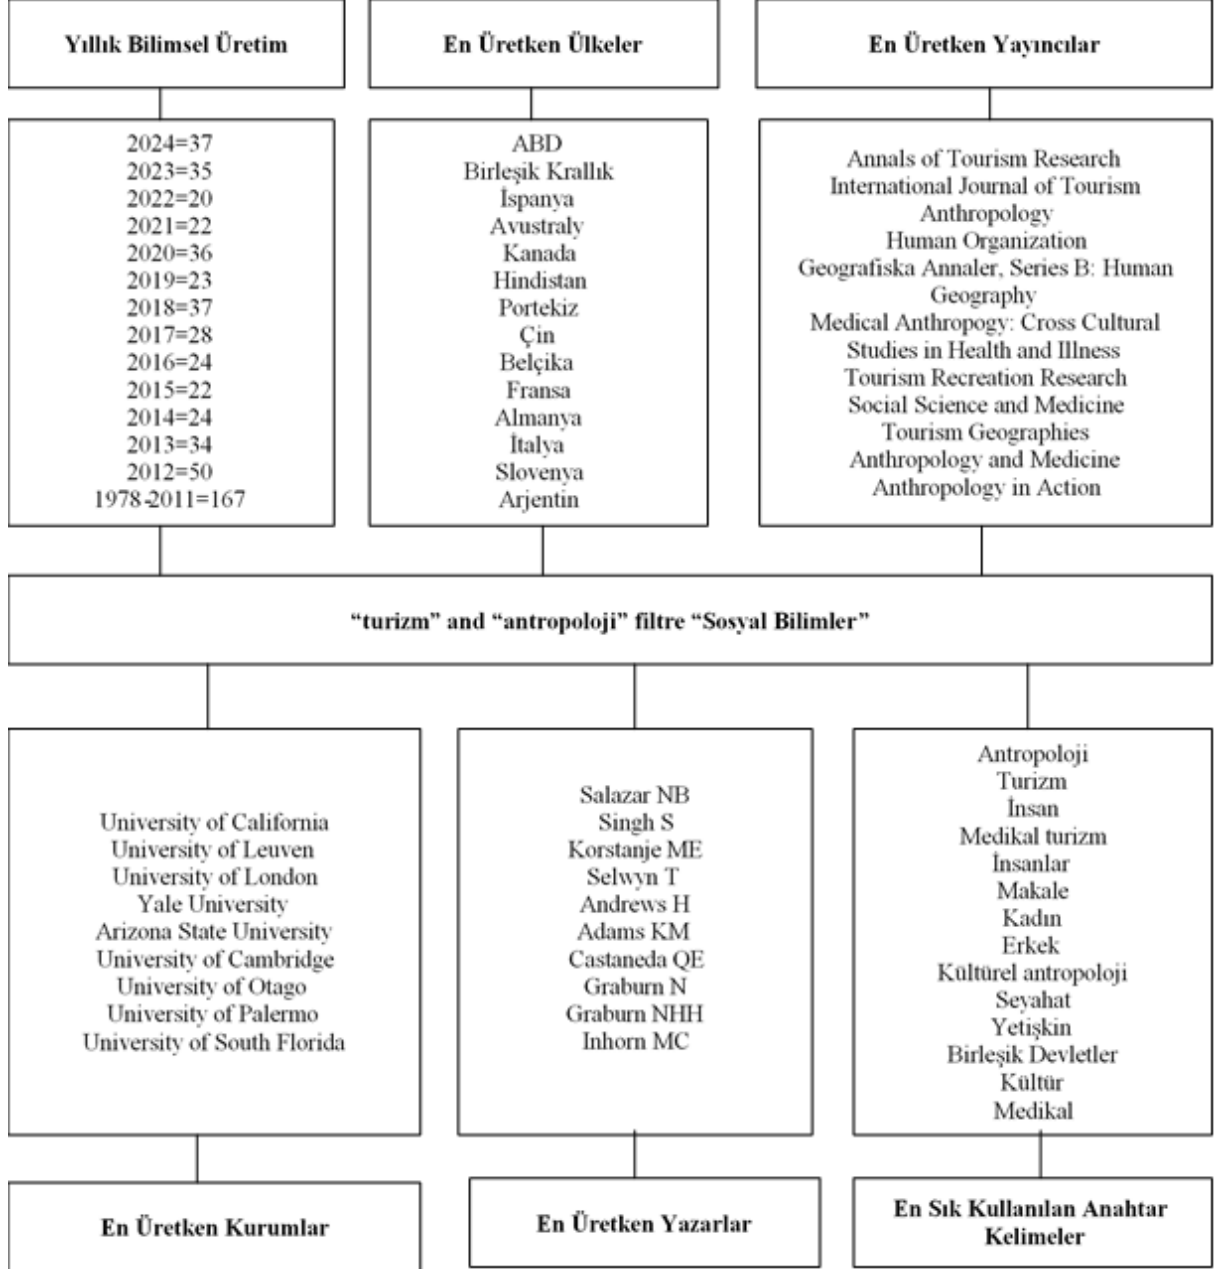 Yıllık Bilimsel Üretim
2024=37
2023=35
2022=20
2021=22
2020=36
2019=23
2018=37
2017=28
2016=24
2015=22
2014=24
2013=34
2012=50
1978-2011=167
En Üretken Ülkeler
ABD
Birleşik Krallık
İspanya
Avustraly
Kanada
Hindistan
Portekiz
Çin
Belçika
Fransa
Almanya
İtalya
Slovenya
Arjentin
En Üretken Yayıncılar
Annals of Tourism Research
International Journal of Tourism
Anthropology
Human Organization
Geografiska Annaler, Series B: Human
Geography
Medical Anthropogy: Cross Cultural
Studies in Health and Illness
Tourism Recreation Research
Social Science and Medicine
Tourism Geographies
Anthropology and Medicine
Anthropology in Action
“turizm” and “antropoloji” filtre “Sosyal Bilimler”
University of California
University of Leuven
University of London
Yale University
Arizona State University
University of Cambridge
University of Otago
University of Palermo
University of South Florida
En Üretken Kurumlar
Salazar NB
Singh S
Korstanje ME
Selwyn T
Andrews H
Adams KM
Castaneda QE
Graburn N
Graburn NHH
Inhorn MC
En Üretken Yazarlar
Antropoloji
Turizm
İnsan
Medikal turizm
İnsanlar
Makale
Kadın
Erkek
Kültürel antropoloji
Seyahat
Yetişkin
Birleşik Devletler
Kültür
Medikal
En Sık Kullanılan Anahtar
Kelimeler